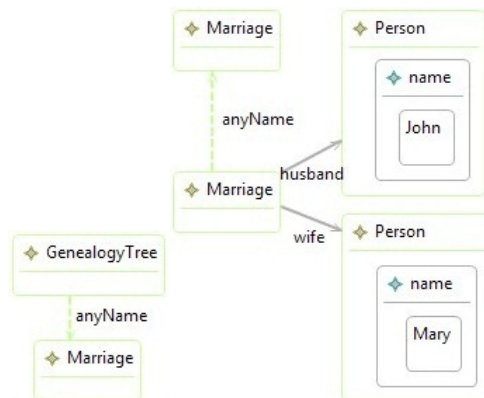 Marriage
Person
name
John
anyName
husband
Marriage
wife
Person
name
Mary
GenealogyTree
anyName
Marriage